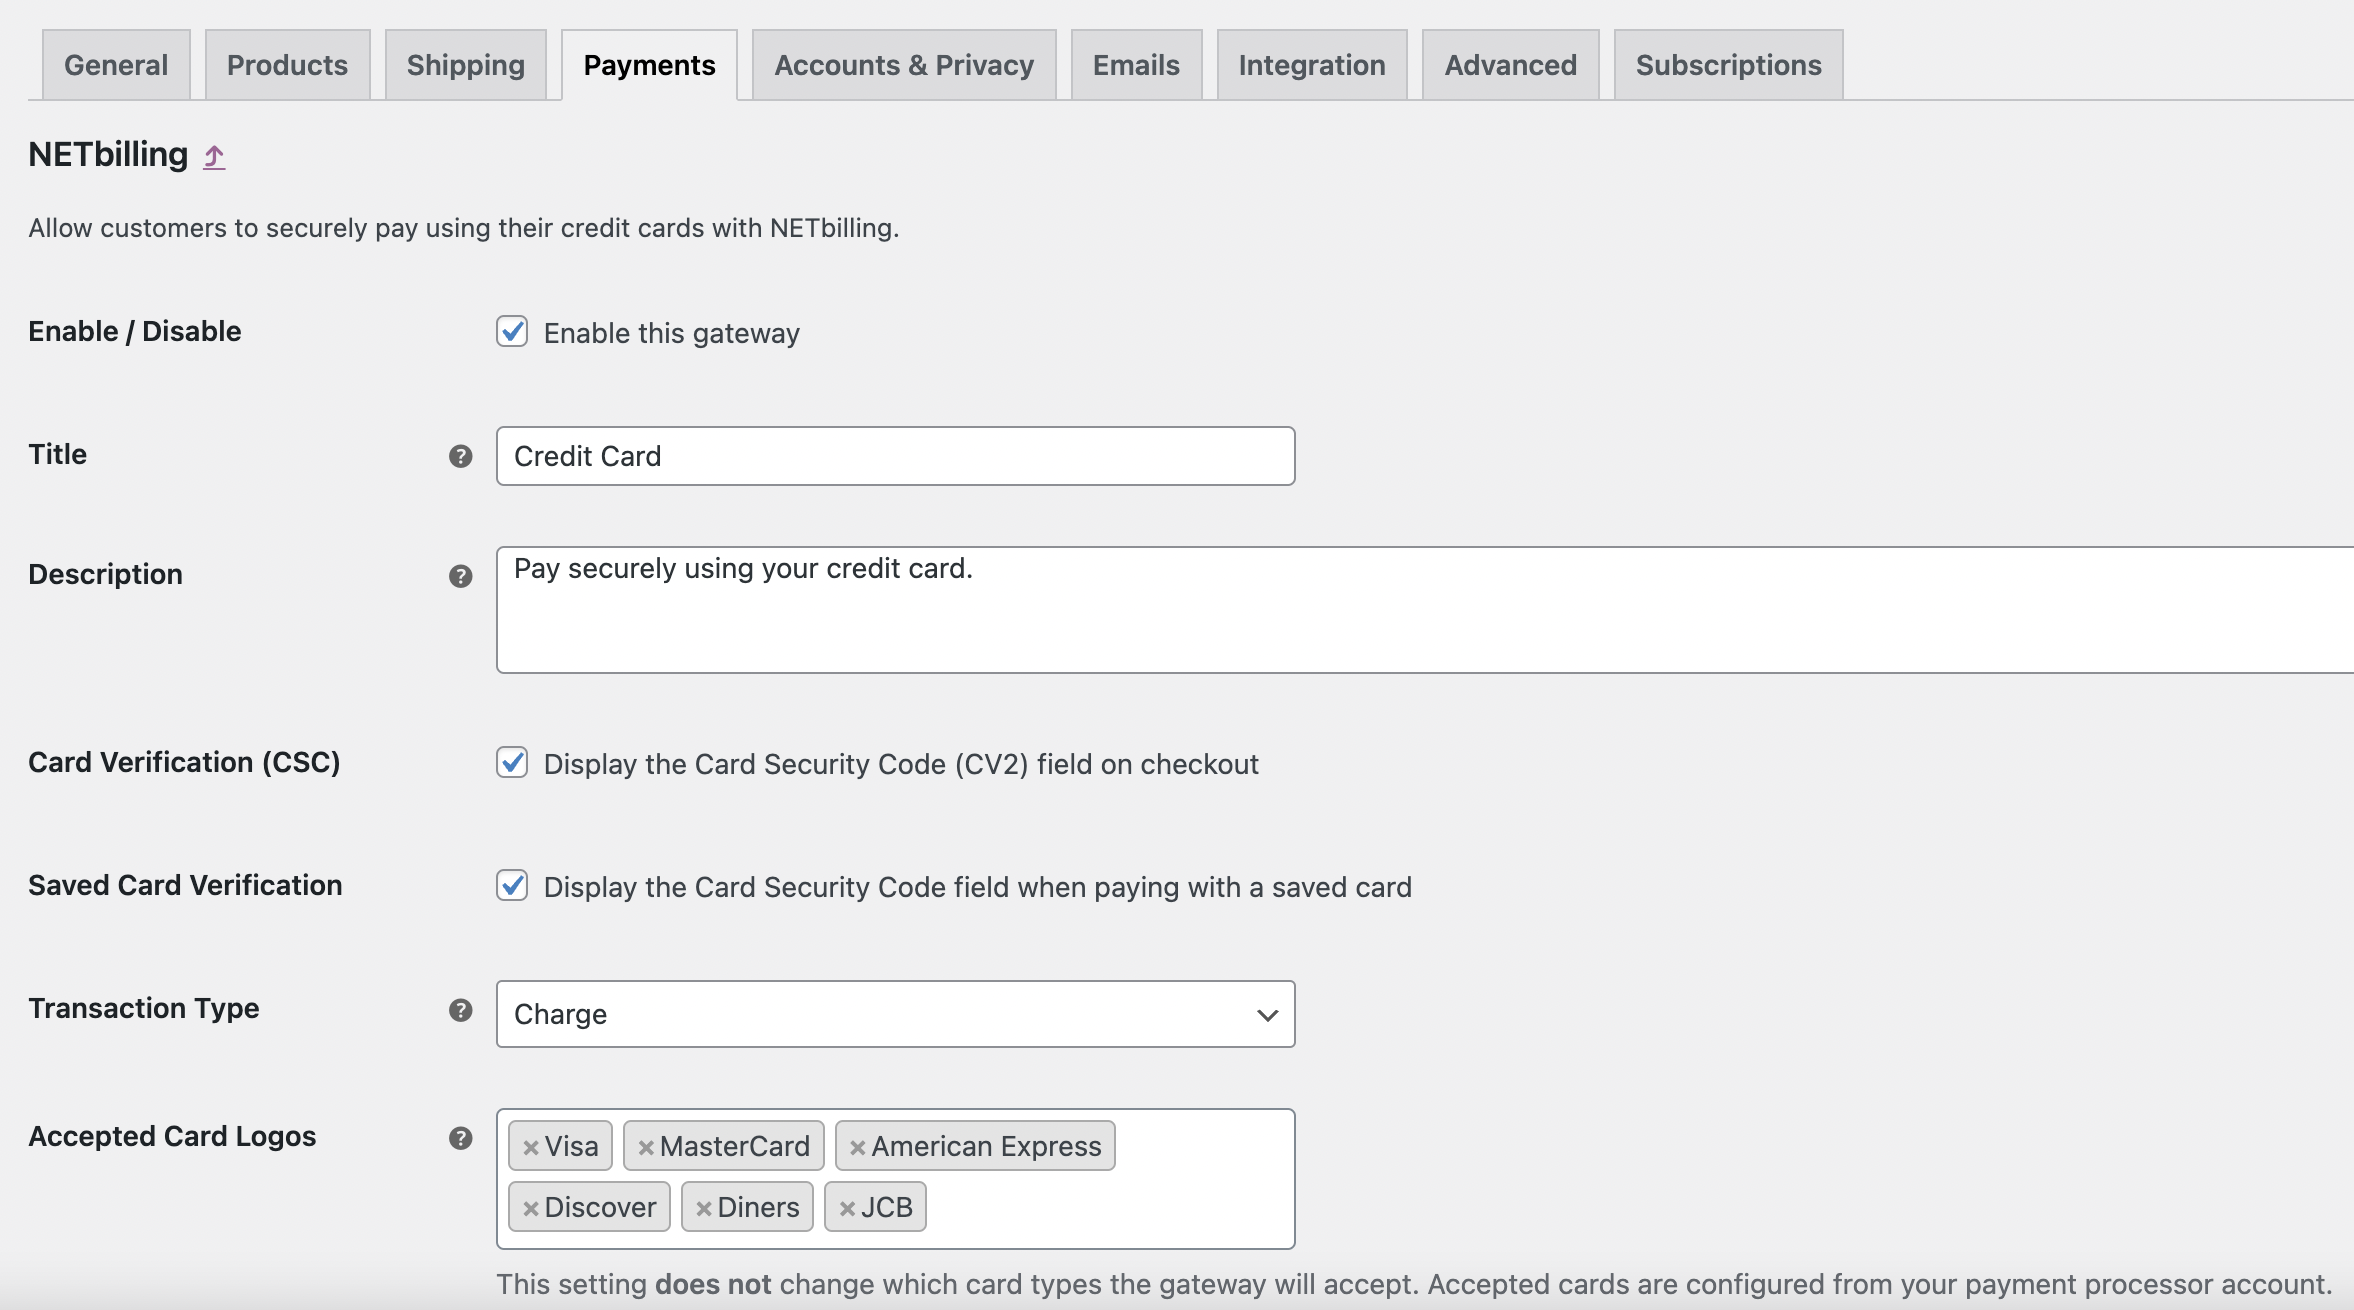 General Products Shipping Payments Accounts & Privacy Emails Integration Advanced Subscriptions
NETbilling
Allow customers to securely pay using their credit cards with NETbilling.
Enable / Disable Enable this gateway
Title ? Credit Card
Description ? Pay securely using your credit card.
Card Verification (CSC) Display the Card Security Code (CV2) field on checkout
Saved Card Verification Display the Card Security Code field when paying with a saved card
Transaction Type ? Charge
Accepted Card Logos ? ×Visa ×MasterCard ×American Express
×Discover ×Diners ×JCB
This setting does not change which card types the gateway will accept. Accepted cards are configured from your payment processor account.